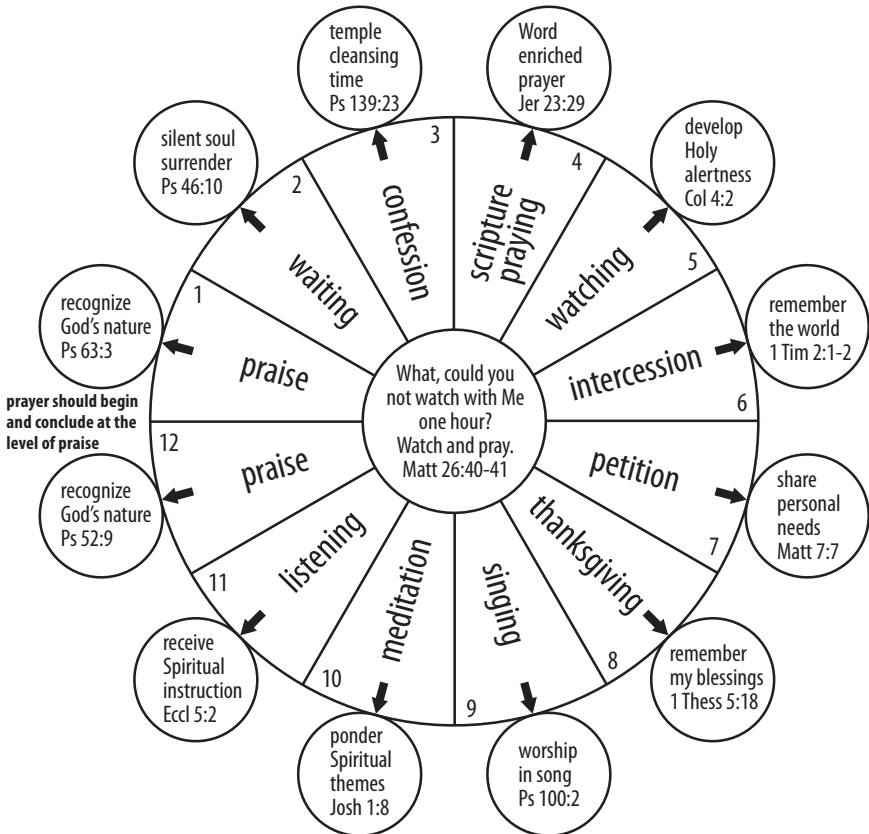 What, could you
not watch with Me
one hour?
Watch and pray.
Matt 26:40-41
prayer should begin
and conclude at the
level of praise
1
praise
recognize
God's nature
Ps 63:3
2
waiting
silent soul
surrender
Ps 46:10
3
confession
temple
cleansing
time
Ps 139:23
4
scripture
praying
Word
enriched
prayer
Jer 23:29
5
watching
develop
Holy
alertness
Col 4:2
6
intercession
remember
the world
1 Tim 2:1-2
7
petition
share
personal
needs
Matt 7:7
8
thanksgiving
remember
my blessings
1 Thess 5:18
9
singing
worship
in song
Ps 100:2
10
meditation
ponder
Spiritual
themes
Josh 1:8
11
listening
receive
Spiritual
instruction
Eccl 5:2
12
praise
recognize
God's nature
Ps 52:9